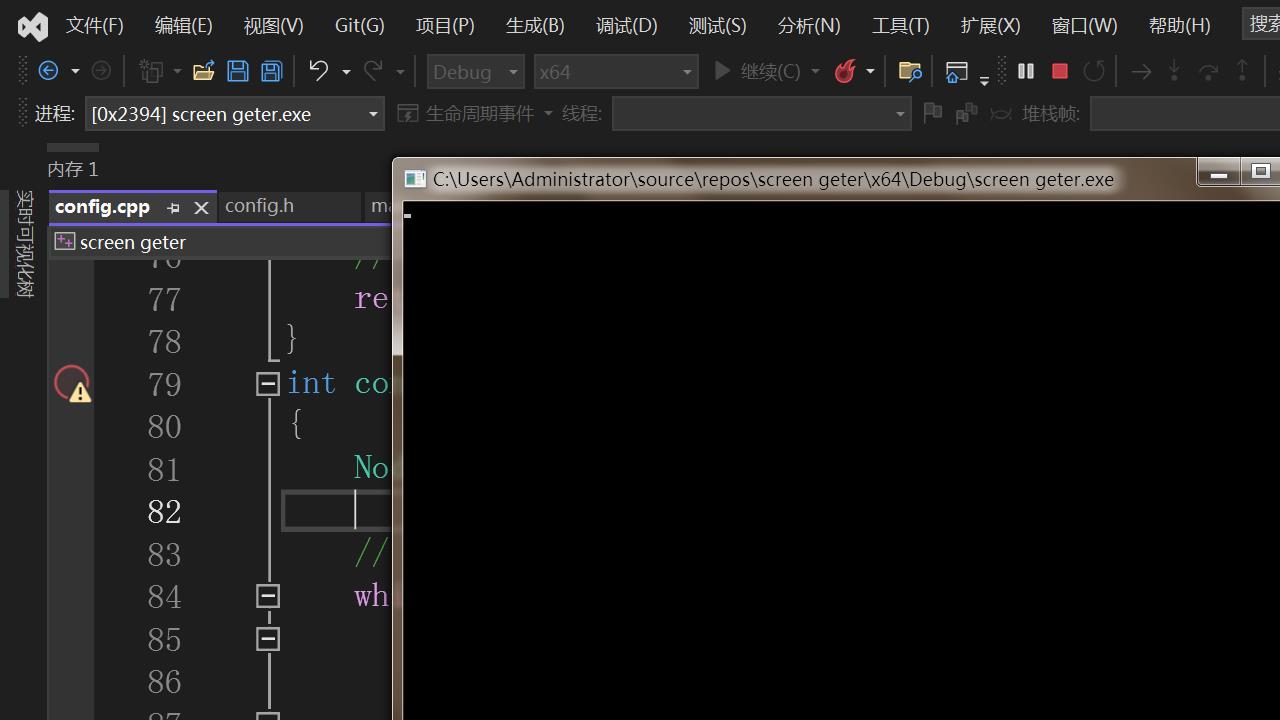 文件(F) 编辑(E) 视图(V) Git(G) 项目(P) 生成(B) 调试(D) 测试(S) 分析(N) 工具(T) 扩展(X) 窗口(W) 帮助(H) 搜索
Debug x64 继续(C)
进程: [0x2394] screen geter.exe 生命周期事件 线程: 堆栈帧:
内存 1
实时可视化树
C:\Users\Administrator\source\repos\screen geter\x64\Debug\screen geter.exe
config.cpp config.h
screen geter
76 //
77 re
78 }
79 int co
80 {
81 No
82
83 //
84 wh
85
86
87